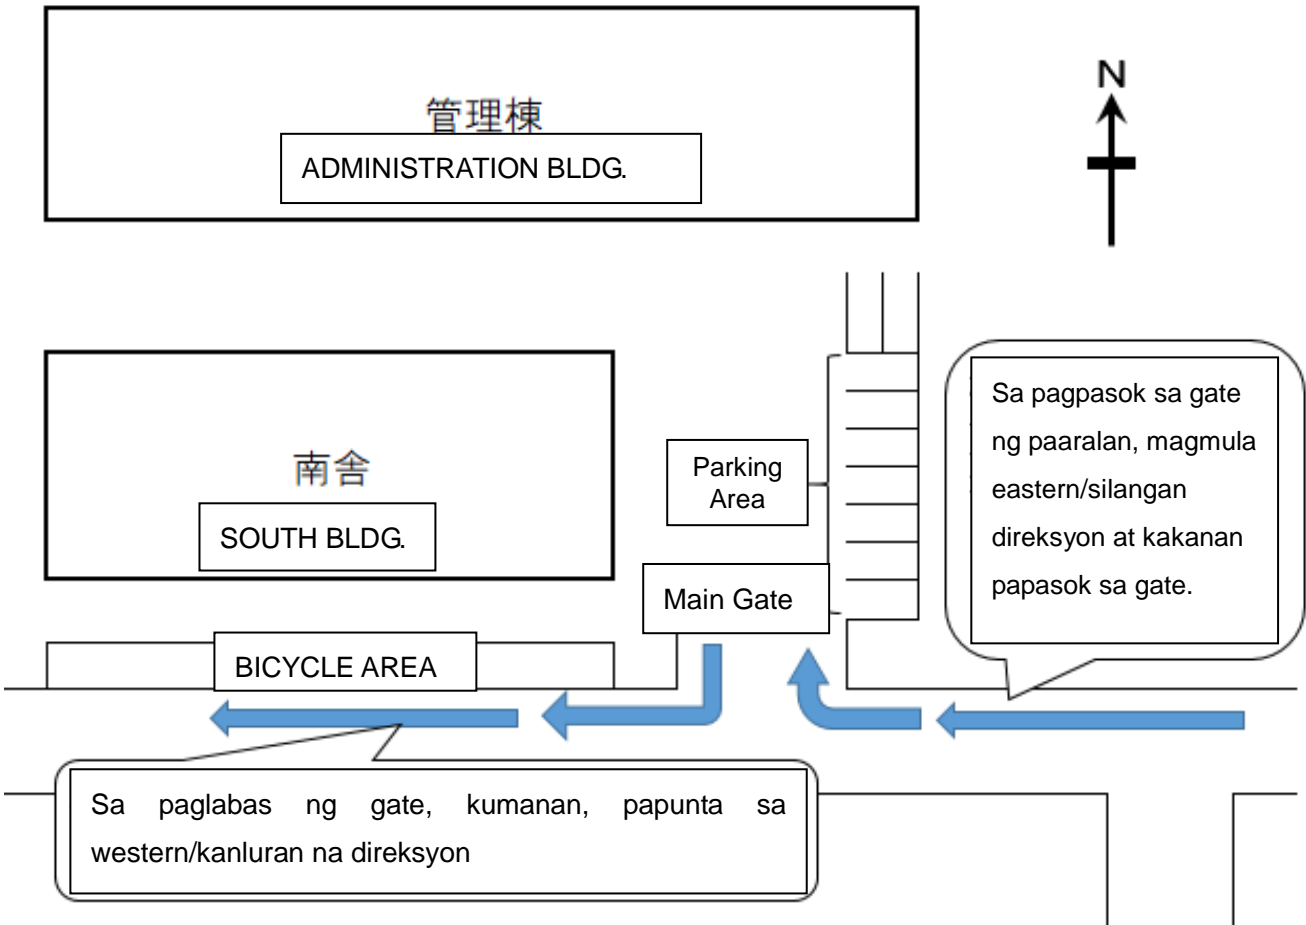 管理棟
ADMINISTRATION BLDG.
N
南舎
SOUTH BLDG.
Parking
Area
Main Gate
BICYCLE AREA
Sa pagpasok sa gate
ng paaralan, magmula
eastern/silangan
direksyon at kakanan
papasok sa gate.
Sa paglabas ng gate, kumanan, papunta sa
western/kanluran na direksyon